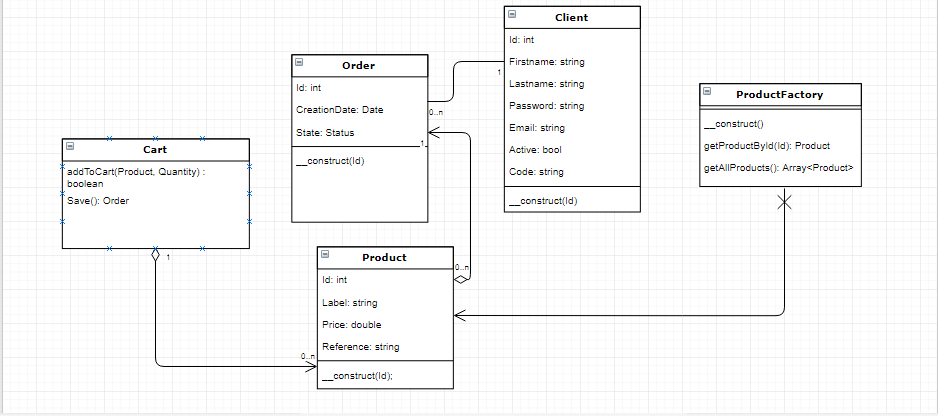 Client
Id: int
Firstname: string
Lastname: string
Password: string
Email: string
Active: bool
Code: string
__construct(Id)
Order
Id: int
CreationDate: Date
State: Status
__construct(Id)
1
0..n
1
ProductFactory
__construct()
getProductById(Id): Product
getAllProducts(): Array<Product>
Cart
addToCart(Product, Quantity) :
boolean
Save(): Order
1
0..n
Product
Id: int
Label: string
Price: double
Reference: string
__construct(Id);
0..n